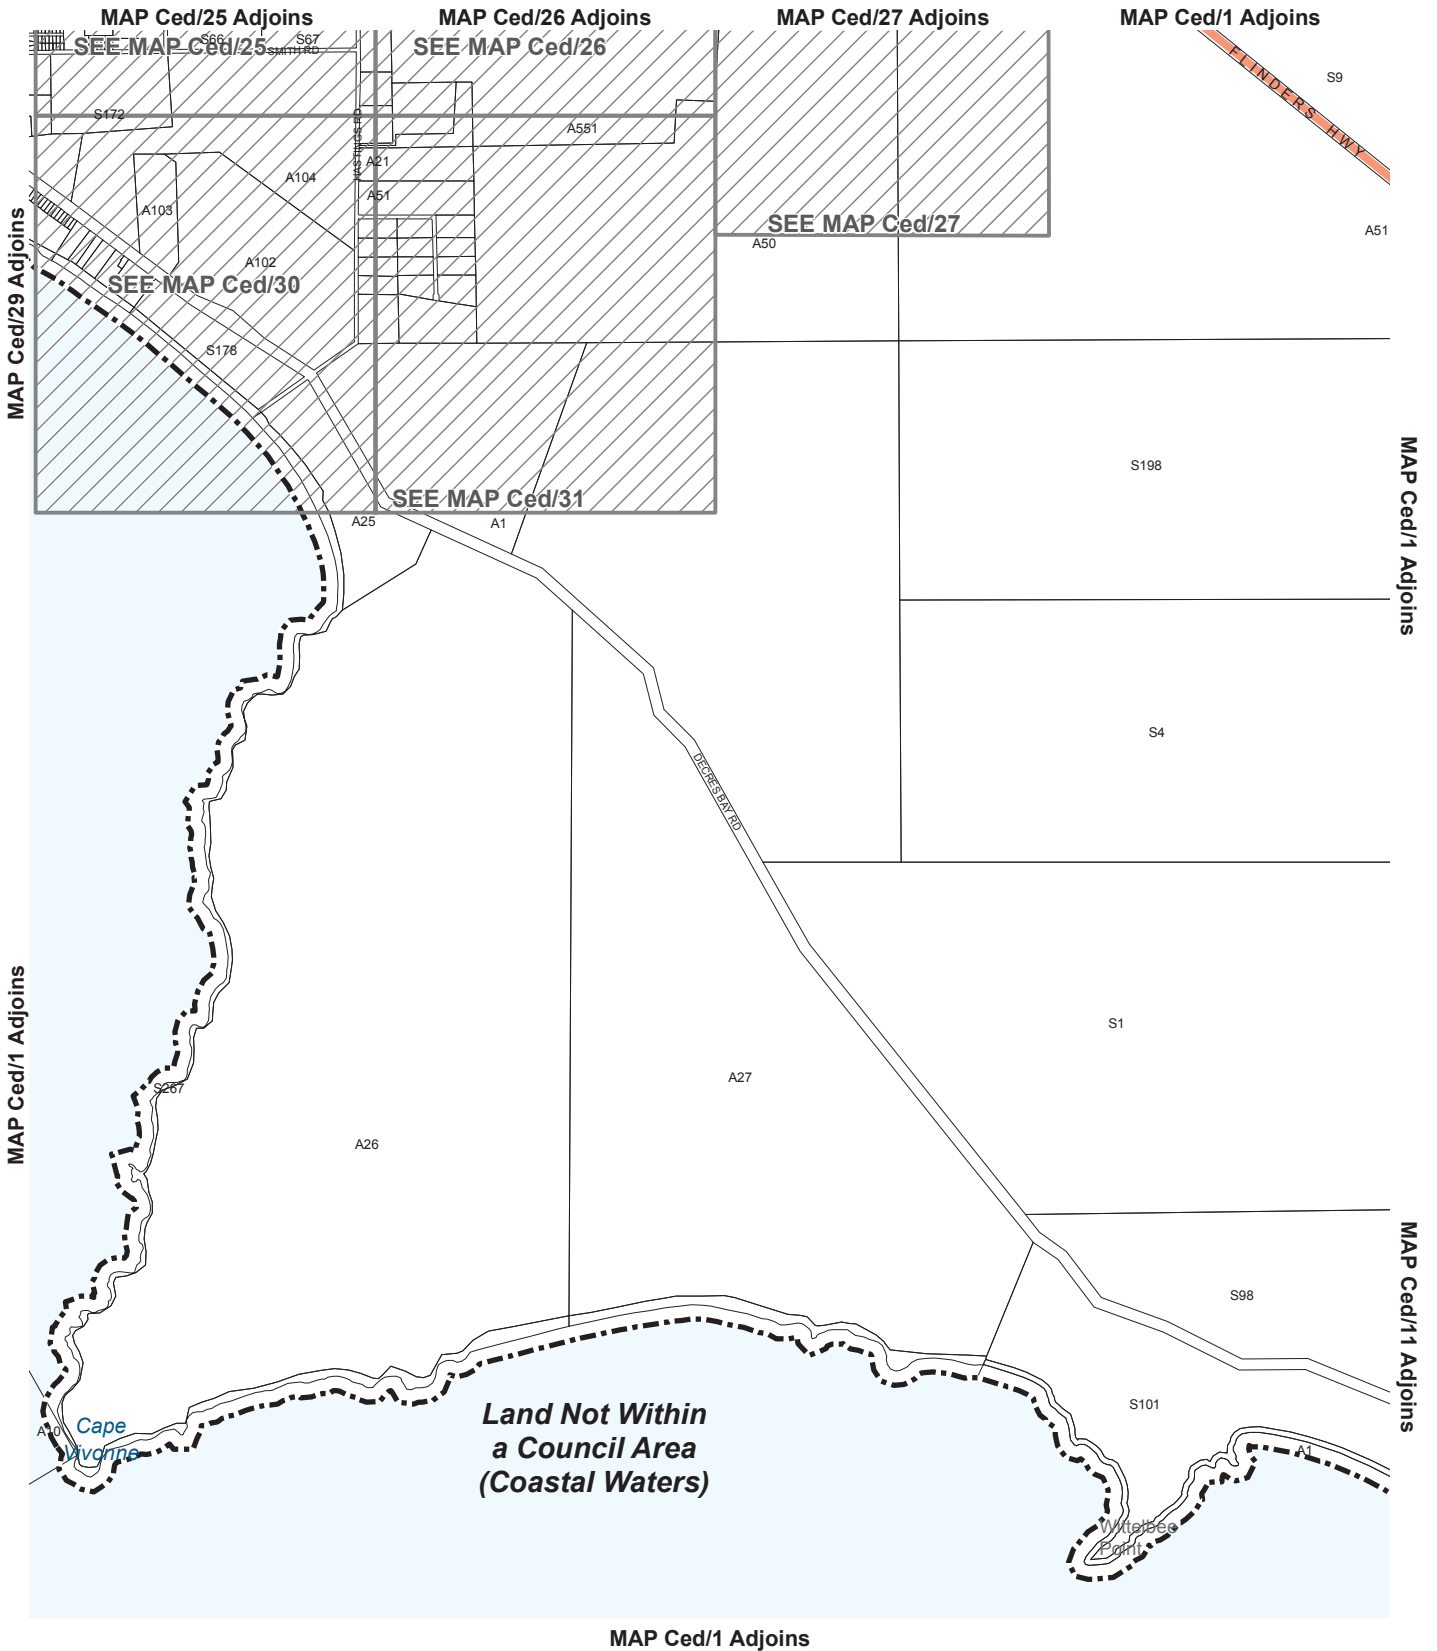 MAP Ced/25 Adjoins
MAP Ced/26 Adjoins
MAP Ced/27 Adjoins
MAP Ced/1 Adjoins
S66
S67
SEE MAP Ced/25
SMITH RD
SEE MAP Ced/26
FLINDERS HWY
S9
S172
HASTINGS RD
A551
A21
A104
A51
A103
SEE MAP Ced/27
A50
A51
A102
SEE MAP Ced/30
MAP Ced/29 Adjoins
S178
S198
MAP Ced/1 Adjoins
SEE MAP Ced/31
A25
A1
S4
DECRES BAY RD
S1
MAP Ced/1 Adjoins
A27
S267
A26
S98
MAP Ced/11 Adjoins
S101
A10
Cape
Vivonne
Land Not Within
a Council Area
(Coastal Waters)
A1
Wittelbee
Point
MAP Ced/1 Adjoins